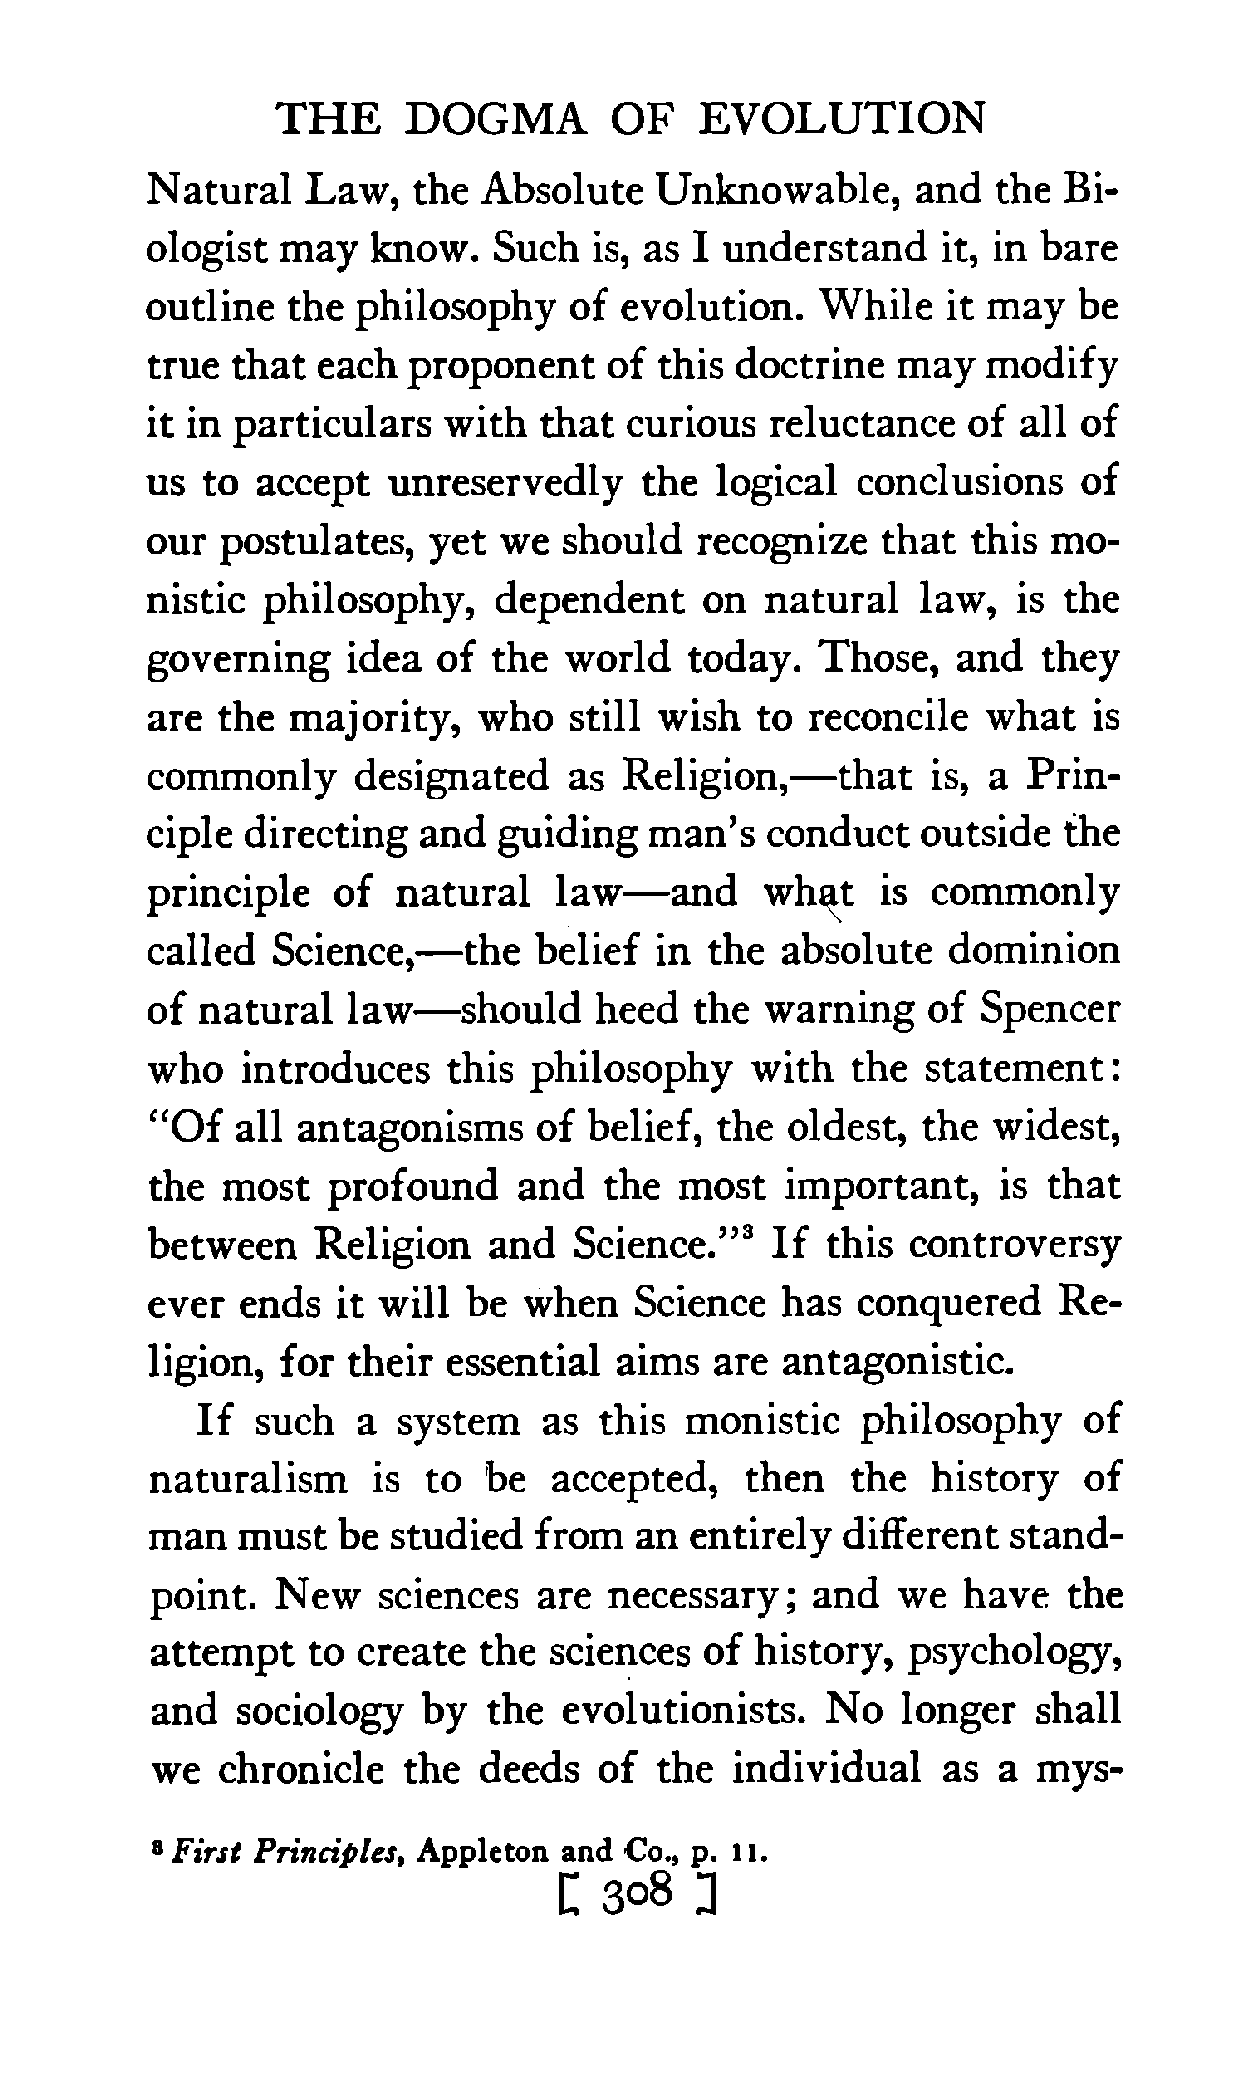 THE DOGMA OF EVOLUTION
Natural Law, the Absolute Unknowable, and the Bi-
ologist may know. Such is, as I understand it, in bare
outline the philosophy of evolution. While it may be
true that each proponent of this doctrine may modify
it in particulars with that curious reluctance of all of
us to accept unreservedly the logical conclusions of
our postulates, yet we should recognize that this mo-
nistic philosophy, dependent on natural law, is the
governing idea of the world today. Those, and they
are the majority, who still wish to reconcile what is
commonly designated as Religion,—that is, a Prin-
ciple directing and guiding man's conduct outside the
principle of natural law—and what is commonly
called Science,—the belief in the absolute dominion
of natural law—should heed the warning of Spencer
who introduces this philosophy with the statement:
"Of all antagonisms of belief, the oldest, the widest,
the most profound and the most important, is that
between Religion and Science."³ If this controversy
ever ends it will be when Science has conquered Re-
ligion, for their essential aims are antagonistic.
If such a system as this monistic philosophy of
naturalism is to be accepted, then the history of
man must be studied from an entirely different stand-
point. New sciences are necessary; and we have the
attempt to create the sciences of history, psychology,
and sociology by the evolutionists. No longer shall
we chronicle the deeds of the individual as a mys-
³ First Principles, Appleton and Co., p. 11.
[ 308 ]